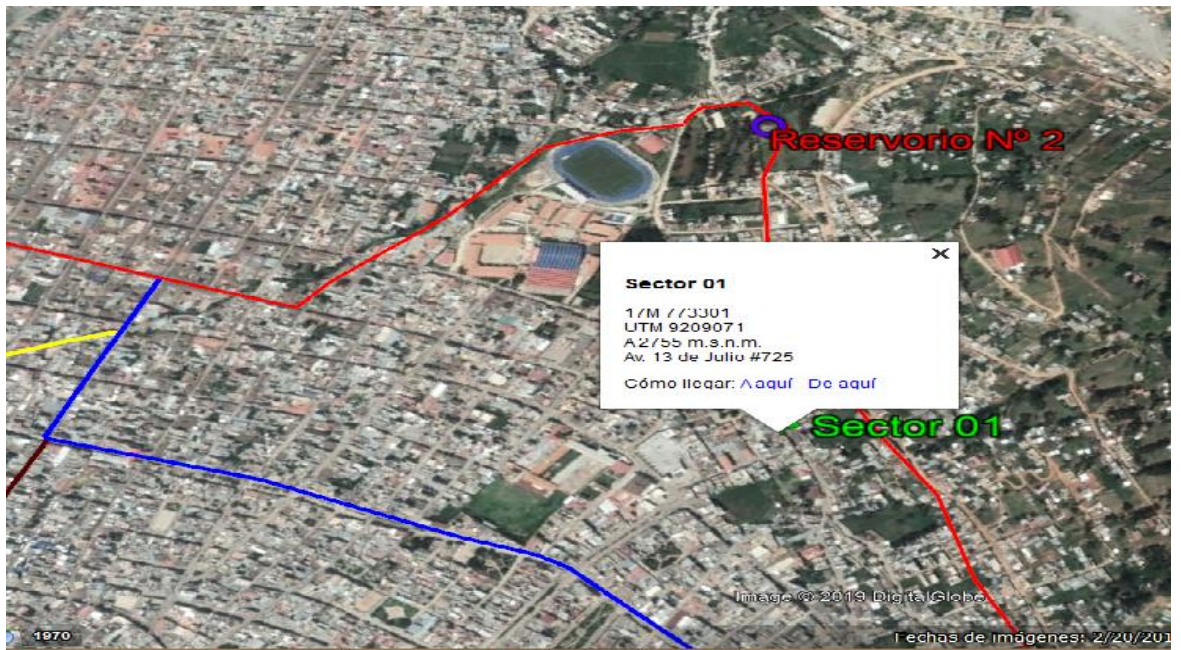 Reservorio Nº 2
Sector 01
17M 773301
UTM 9209071
A 2755 m.s.n.m.
Av. 13 de Julio #725
Cómo llegar: A aquí De aquí
Sector 01
Image © 2019 DigitalGlobe
1970
Fechas de imágenes: 2/20/201